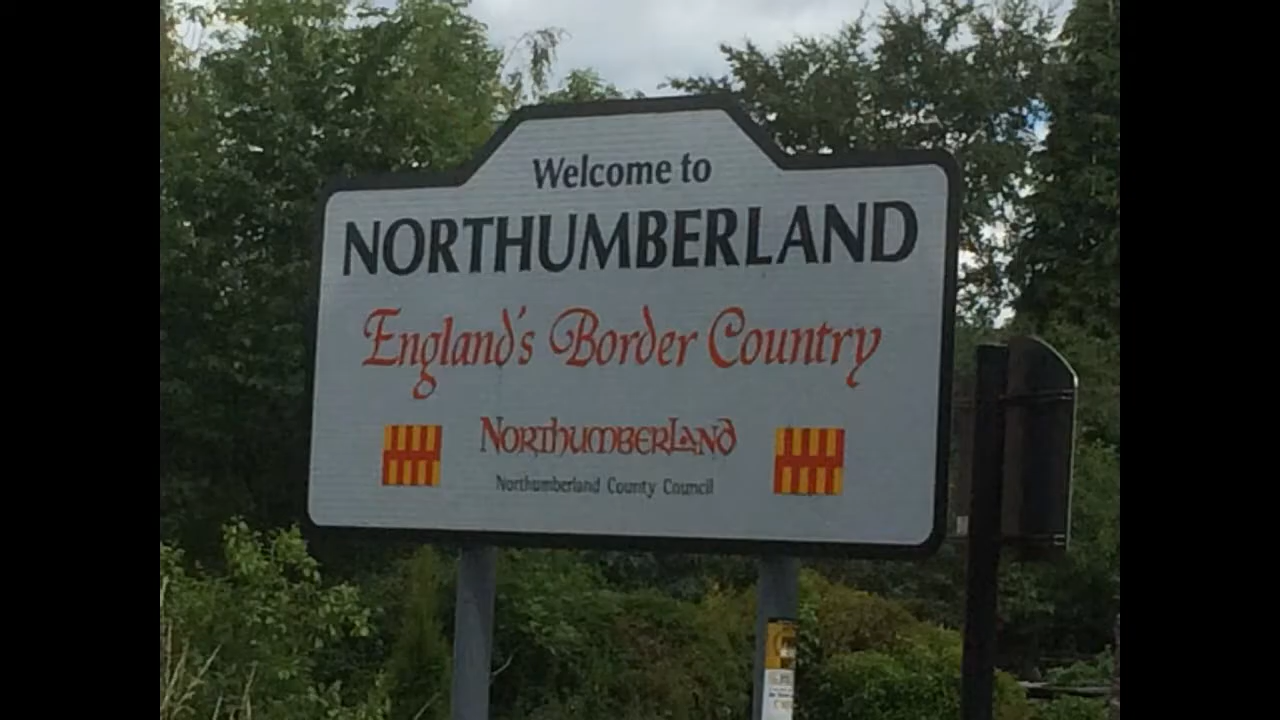 Welcome to
NORTHUMBERLAND
England's Border Country
NORTHUMBERLAND
Northumberland County Council